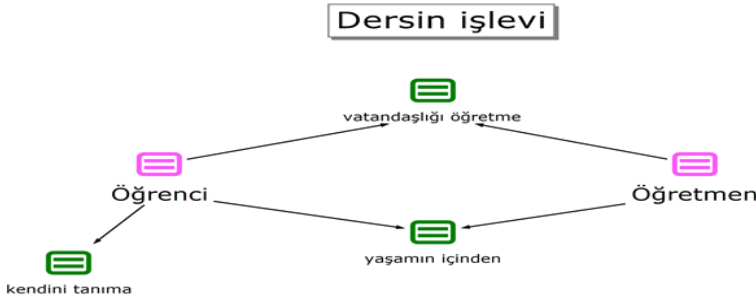 Dersin işlevi
vatandaşlığı öğretme
Öğrenci
Öğretmen
yaşamın içinden
kendini tanıma